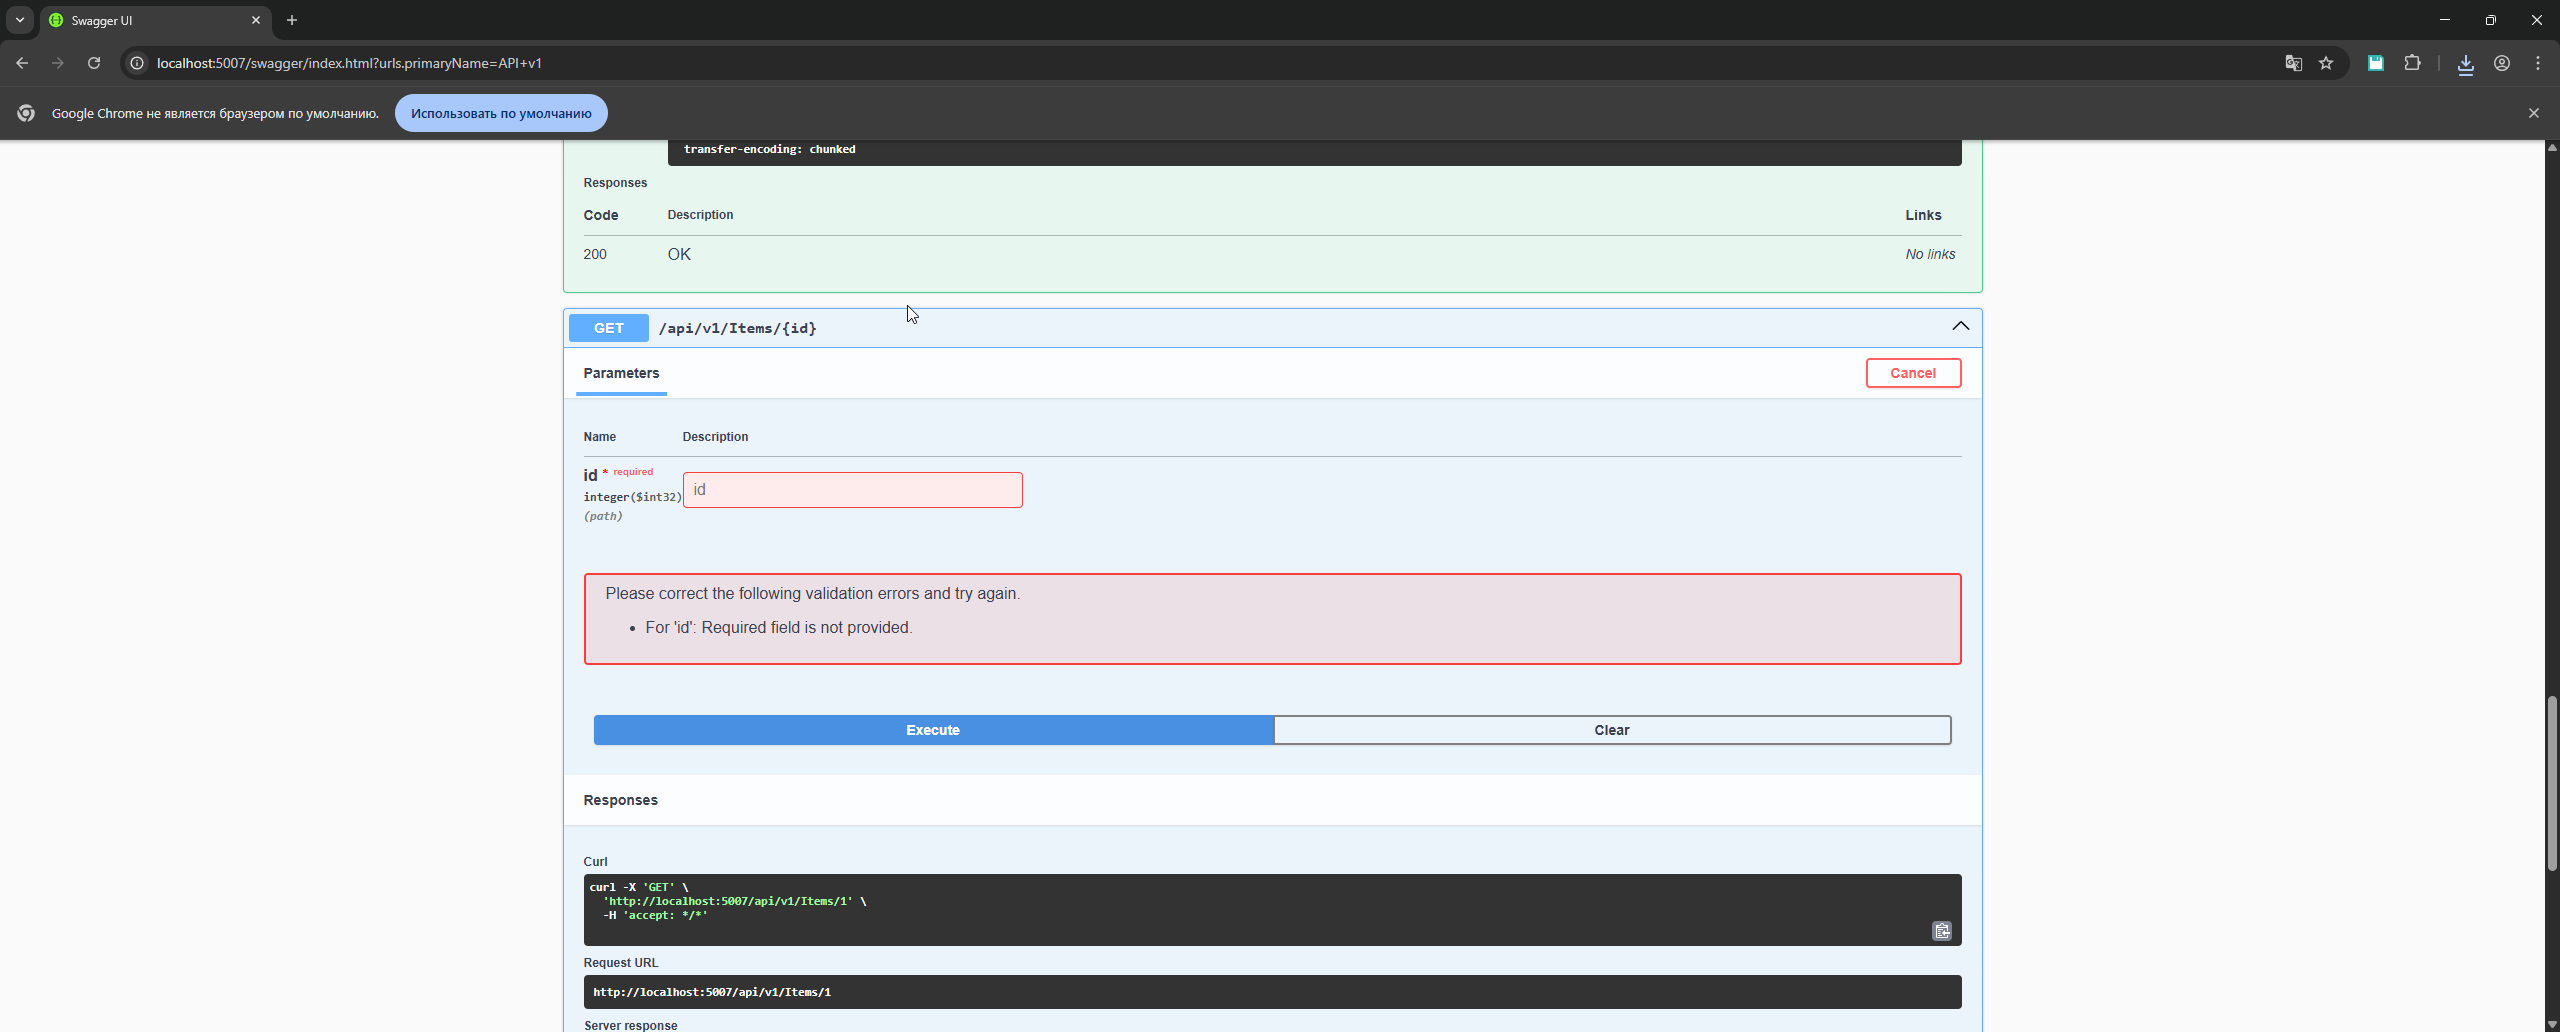 Swagger UI
localhost:5007/swagger/index.html?urls.primaryName=API+v1
Google Chrome не является браузером по умолчанию. Использовать по умолчанию
transfer-encoding: chunked
Responses
Code Description Links
200 OK No links
GET /api/v1/Items/{id}
Parameters Cancel
Name Description
id * required
id
integer($int32)
(path)
Please correct the following validation errors and try again.
• For 'id': Required field is not provided.
Execute Clear
Responses
Curl
curl -X 'GET' \
'http://localhost:5007/api/v1/Items/1' \
-H 'accept: */*'
Request URL
http://localhost:5007/api/v1/Items/1
Server response